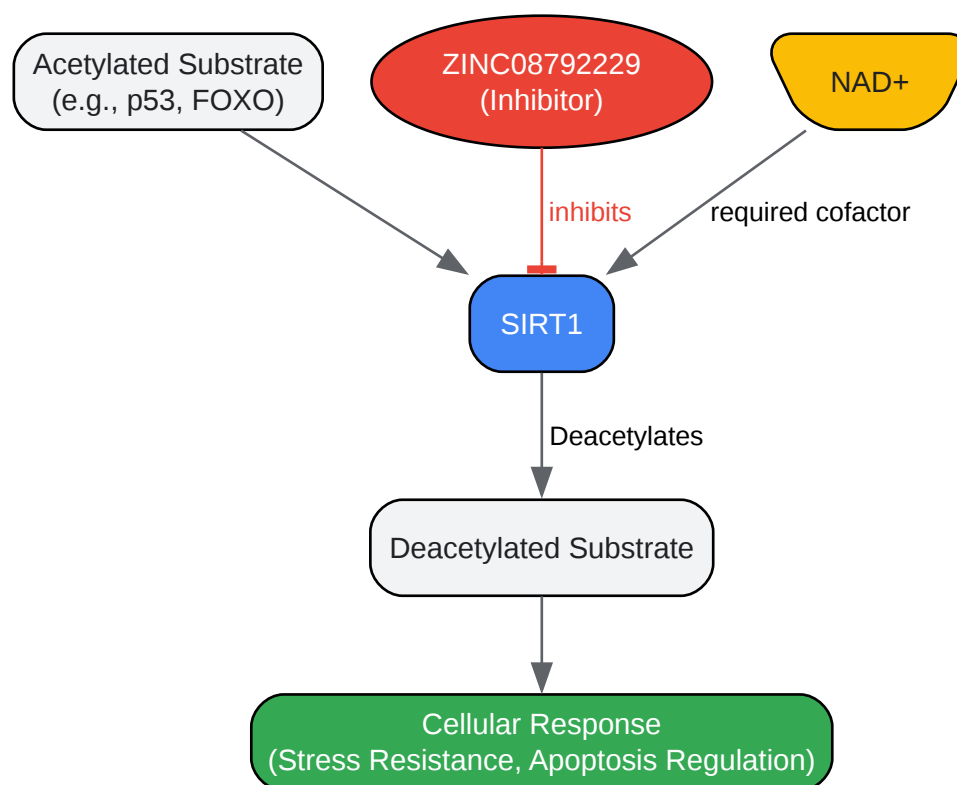 Acetylated Substrate
(e.g., p53, FOXO)
ZINC08792229
(Inhibitor)
NAD+
inhibits
required cofactor
SIRT1
Deacetylates
Deacetylated Substrate
Cellular Response
(Stress Resistance, Apoptosis Regulation)